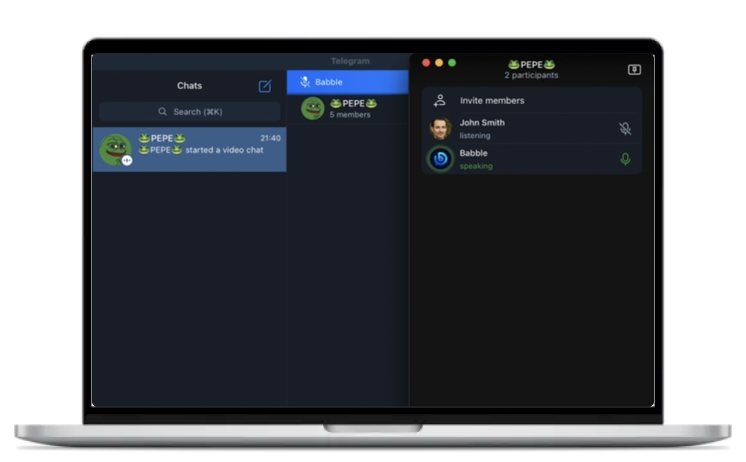 Telegram
Chats
Search (⌘K)
🐸PEPE🐸 21:40
🐸PEPE🐸 started a video chat
Babble
🐸PEPE🐸
5 members
🐸PEPE🐸
2 participants
Invite members
John Smith
listening
Babble
speaking